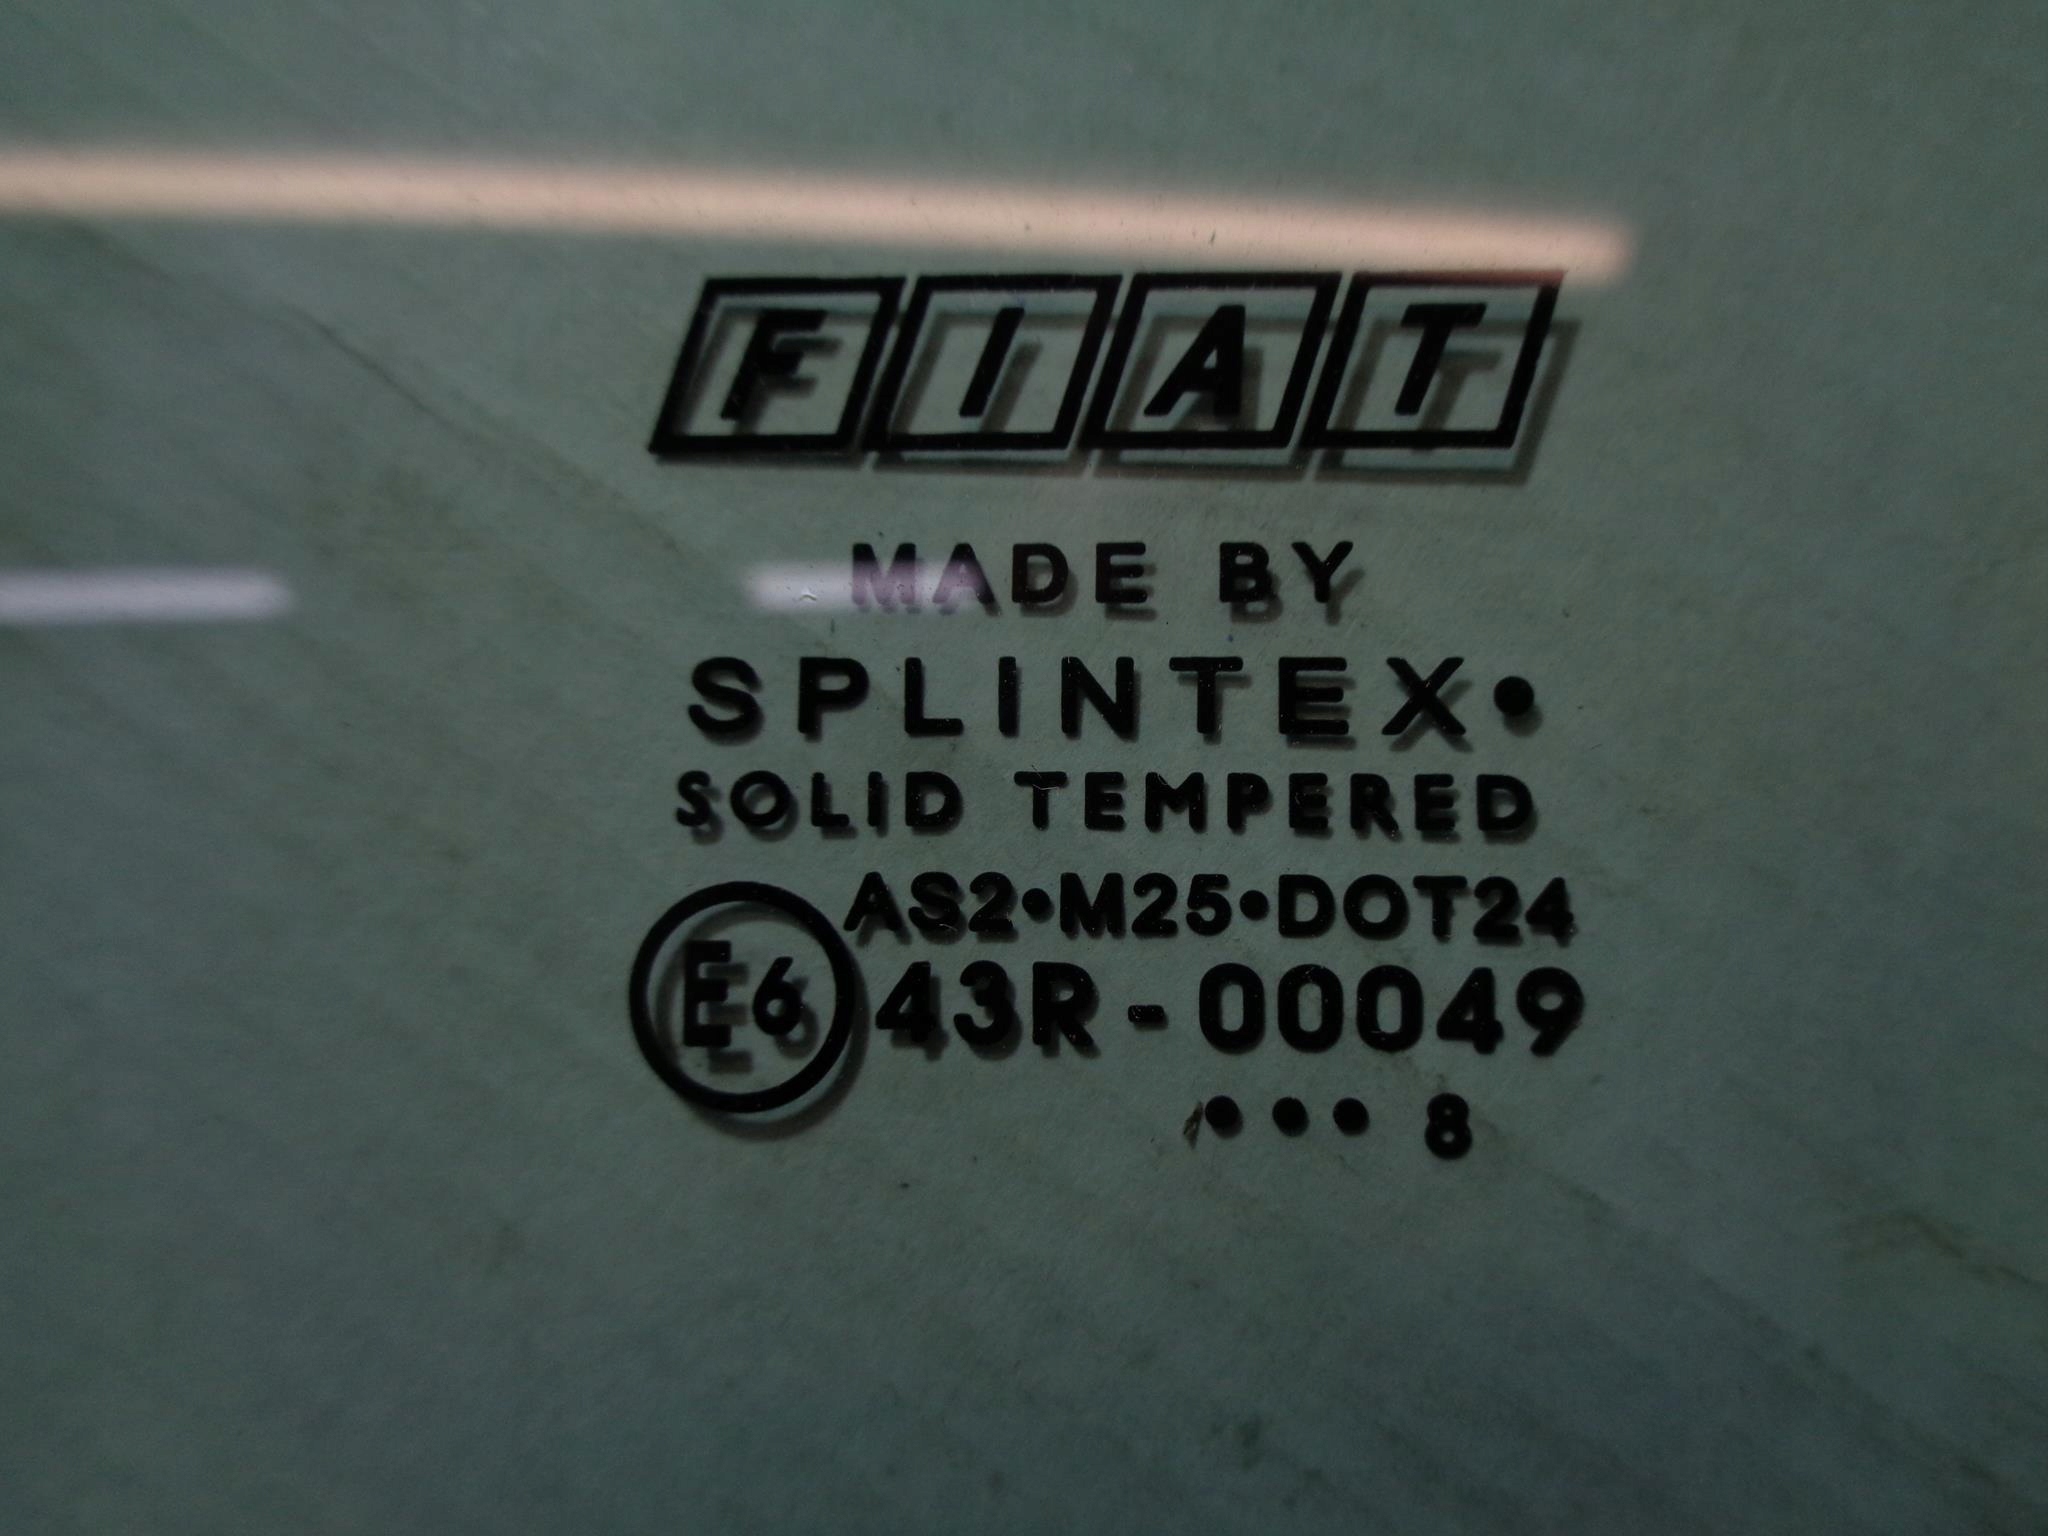 FIAT
MADE BY
SPLINTEX•
SOLID TEMPERED
AS2•M25•DOT24
E6 43R-00049
••• 8